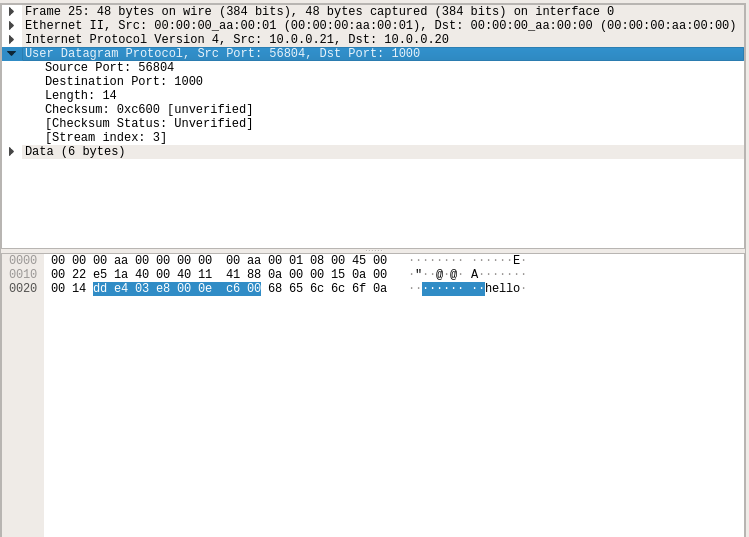 Frame 25: 48 bytes on wire (384 bits), 48 bytes captured (384 bits) on interface 0
Ethernet II, Src: 00:00:00_aa:00:01 (00:00:00:aa:00:01), Dst: 00:00:00_aa:00:00 (00:00:00:aa:00:00)
Internet Protocol Version 4, Src: 10.0.0.21, Dst: 10.0.0.20
User Datagram Protocol, Src Port: 56804, Dst Port: 1000
Source Port: 56804
Destination Port: 1000
Length: 14
Checksum: 0xc600 [unverified]
[Checksum Status: Unverified]
[Stream index: 3]
Data (6 bytes)
0000 00 00 00 aa 00 00 00 00 00 aa 00 01 08 00 45 00 ········ ······E·
0010 00 22 e5 1a 40 00 40 11 41 88 0a 00 00 15 0a 00 ·"··@·@· A·······
0020 00 14 dd e4 03 e8 00 0e c6 00 68 65 6c 6c 6f 0a ········ ··hello·